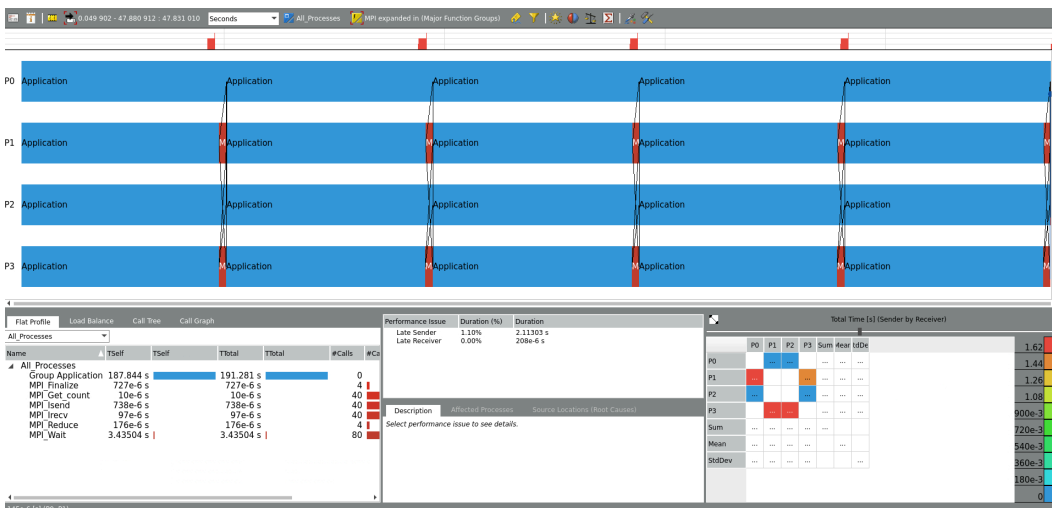 0.049 902 - 47.880 912 : 47.831 010 Seconds All_Processes MPI expanded in (Major Function Groups)
P0 Application Application Application Application Application
P1 Application M Application M Application M Application M Application M
P2 Application Application Application Application Application
P3 Application M Application M Application M Application M Application M
Flat Profile Load Balance Call Tree Call Graph
All_Processes
Name TSelf TSelf TTotal TTotal #Calls #Ca
All_Processes
Group Application 187.844 s 191.281 s 0
MPI_Finalize 727e-6 s 727e-6 s 4
MPI_Get_count 10e-6 s 10e-6 s 40
MPI_Isend 738e-6 s 738e-6 s 40
MPI_Irecv 97e-6 s 97e-6 s 40
MPI_Reduce 176e-6 s 176e-6 s 4
MPI_Wait 3.43504 s 3.43504 s 80
Performance Issue Duration (%) Duration
Late Sender 1.10% 2.11303 s
Late Receiver 0.00% 208e-6 s
Description Affected Processes Source Locations (Root Causes)
Select performance issue to see details.
Total Time [s] (Sender by Receiver)
P0 P1 P2 P3 Sum Mean tdDe
P0 ... ... ... ... ...
P1 ... ... ... ... ...
P2 ... ... ... ... ...
P3 ... ... ... ... ...
Sum ... ... ... ... ...
Mean ... ... ... ... ...
StdDev ... ... ... ... ...
1.62
1.44
1.26
1.08
900e-3
720e-3
540e-3
360e-3
180e-3
0